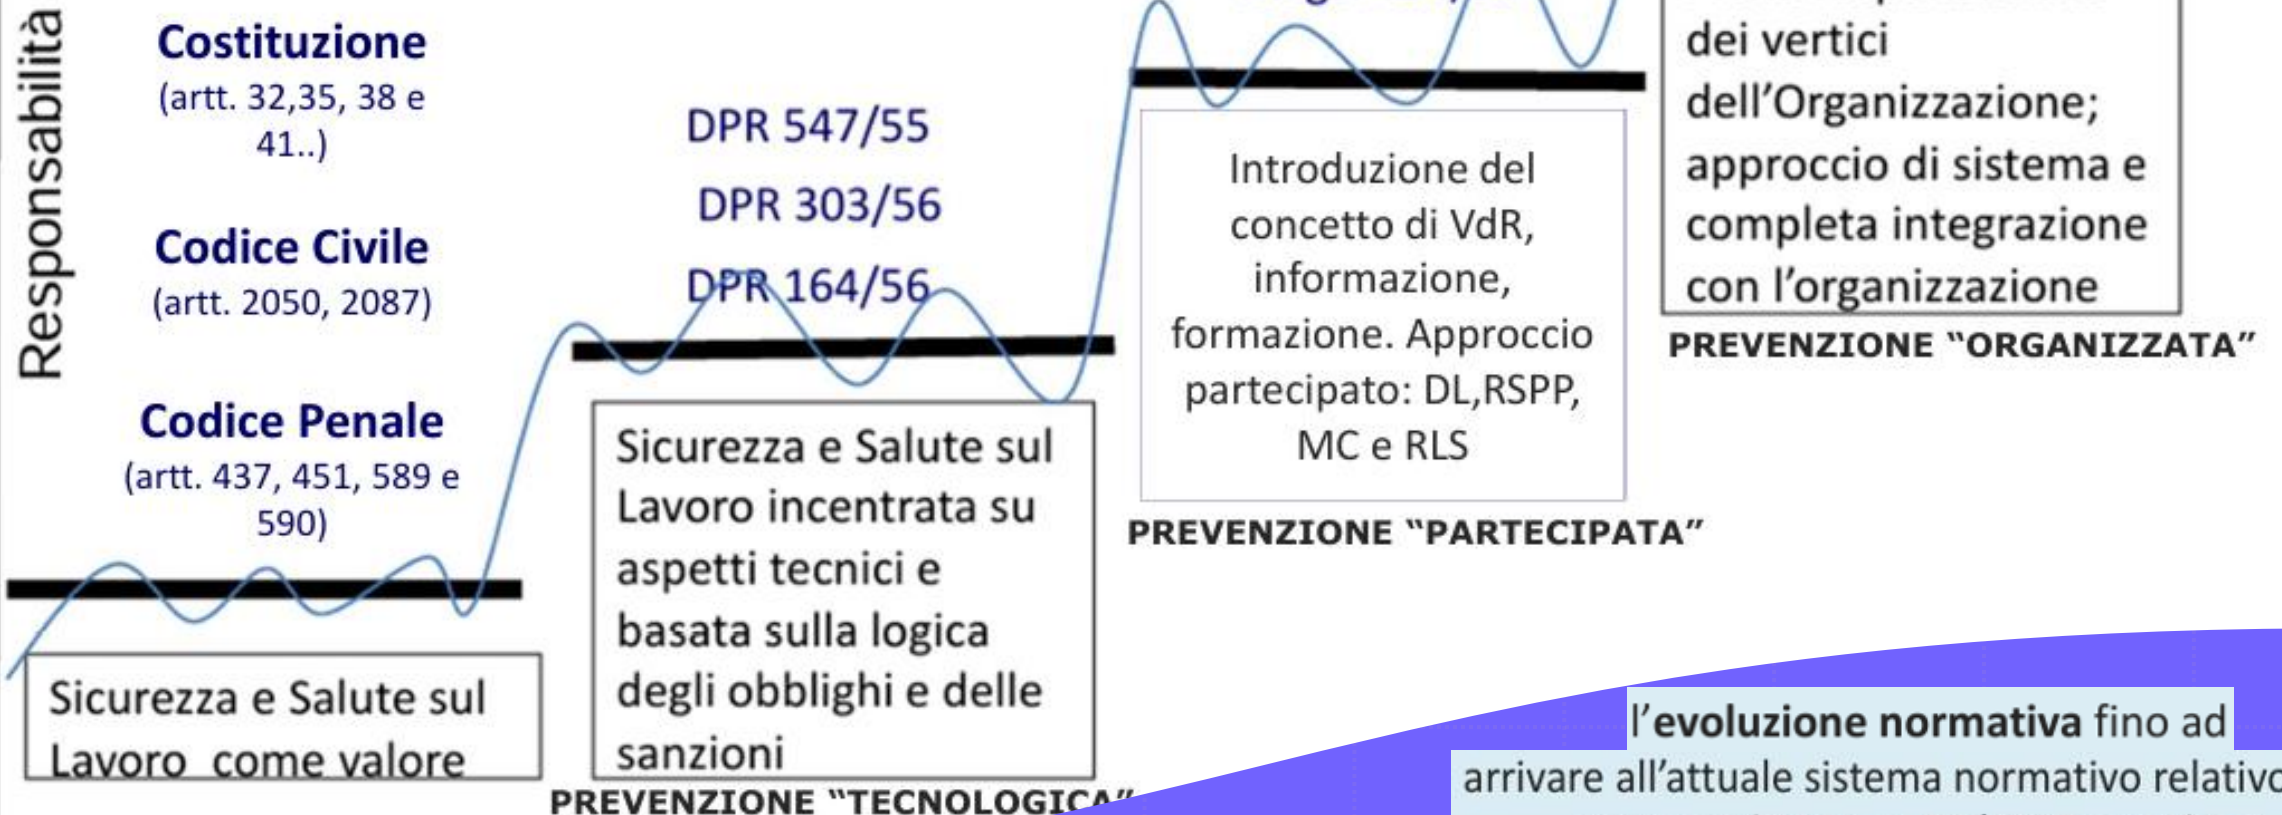 Responsabilità
Costituzione
(artt. 32,35, 38 e
41..)
Codice Civile
(artt. 2050, 2087)
Codice Penale
(artt. 437, 451, 589 e
590)
Sicurezza e Salute sul
Lavoro come valore
DPR 547/55
DPR 303/56
DPR 164/56
Sicurezza e Salute sul
Lavoro incentrata su
aspetti tecnici e
basata sulla logica
degli obblighi e delle
sanzioni
PREVENZIONE “TECNOLOGICA”
Introduzione del
concetto di VdR,
informazione,
formazione. Approccio
partecipato: DL,RSPP,
MC e RLS
PREVENZIONE “PARTECIPATA”
dei vertici
dell’Organizzazione;
approccio di sistema e
completa integrazione
con l’organizzazione
PREVENZIONE “ORGANIZZATA”
l’evoluzione normativa fino ad
arrivare all’attuale sistema normativo relativo